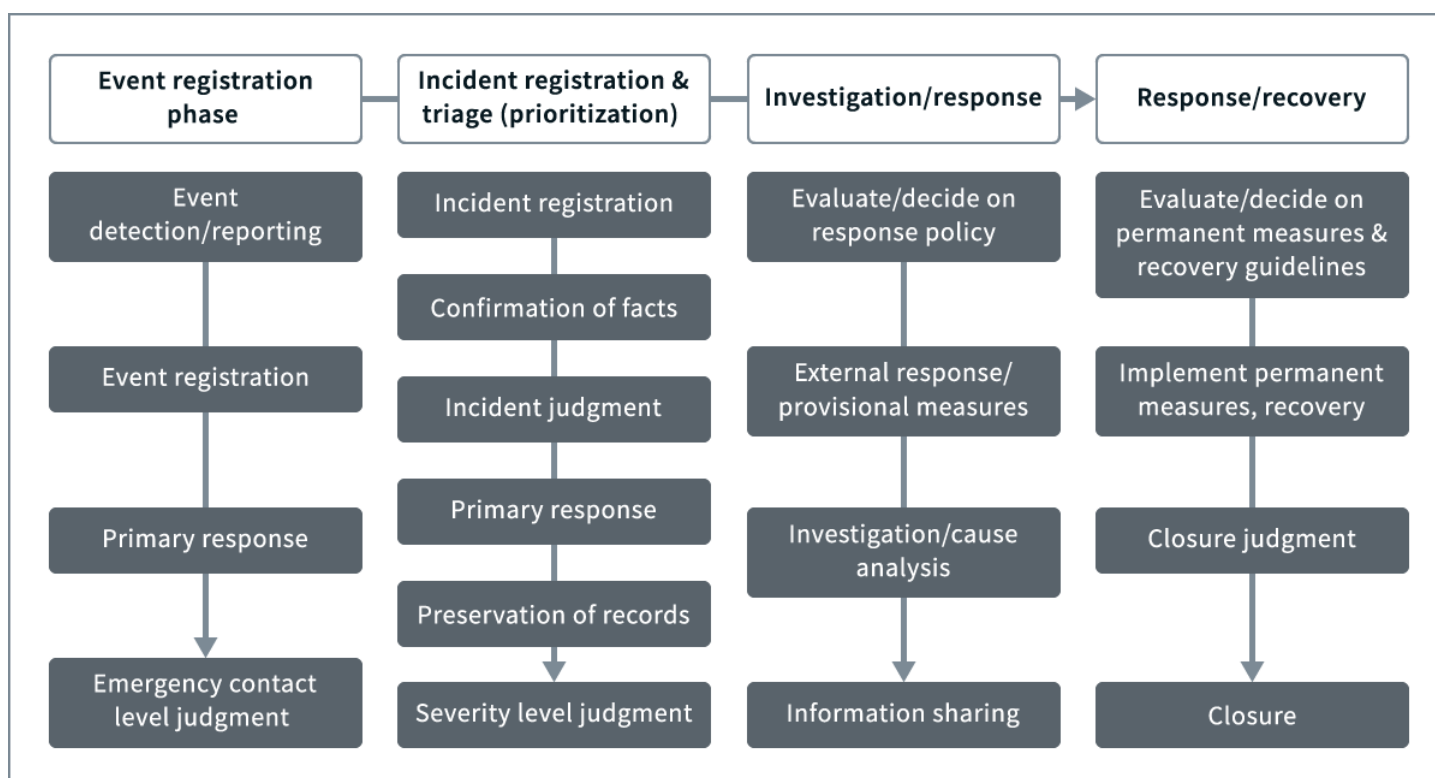 Event registration
phase
Incident registration &
triage (prioritization)
Investigation/response
Response/recovery
Event
detection/reporting
Event registration
Primary response
Emergency contact
level judgment
Incident registration
Confirmation of facts
Incident judgment
Primary response
Preservation of records
Severity level judgment
Evaluate/decide on
response policy
External response/
provisional measures
Investigation/cause
analysis
Information sharing
Evaluate/decide on
permanent measures &
recovery guidelines
Implement permanent
measures, recovery
Closure judgment
Closure